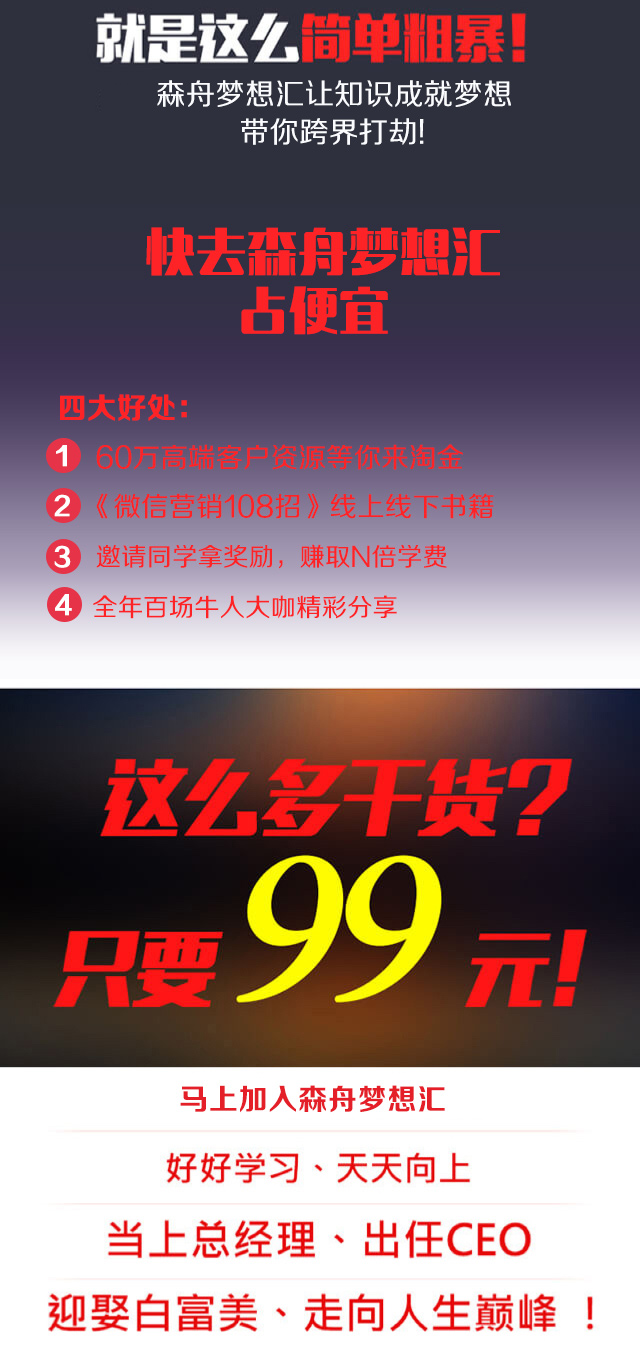 就是这么简单粗暴！
森舟梦想汇让知识成就梦想
带你跨界打劫!
快去森舟梦想汇
占便宜
四大好处：
1 60万高端客户资源等你来淘金
2 《微信营销108招》线上线下书籍
3 邀请同学拿奖励，赚取N倍学费
4 全年百场牛人大咖精彩分享
这么多干货？
只要99元！
马上加入森舟梦想汇
好好学习、天天向上
当上总经理、出任CEO
迎娶白富美、走向人生巅峰 ！